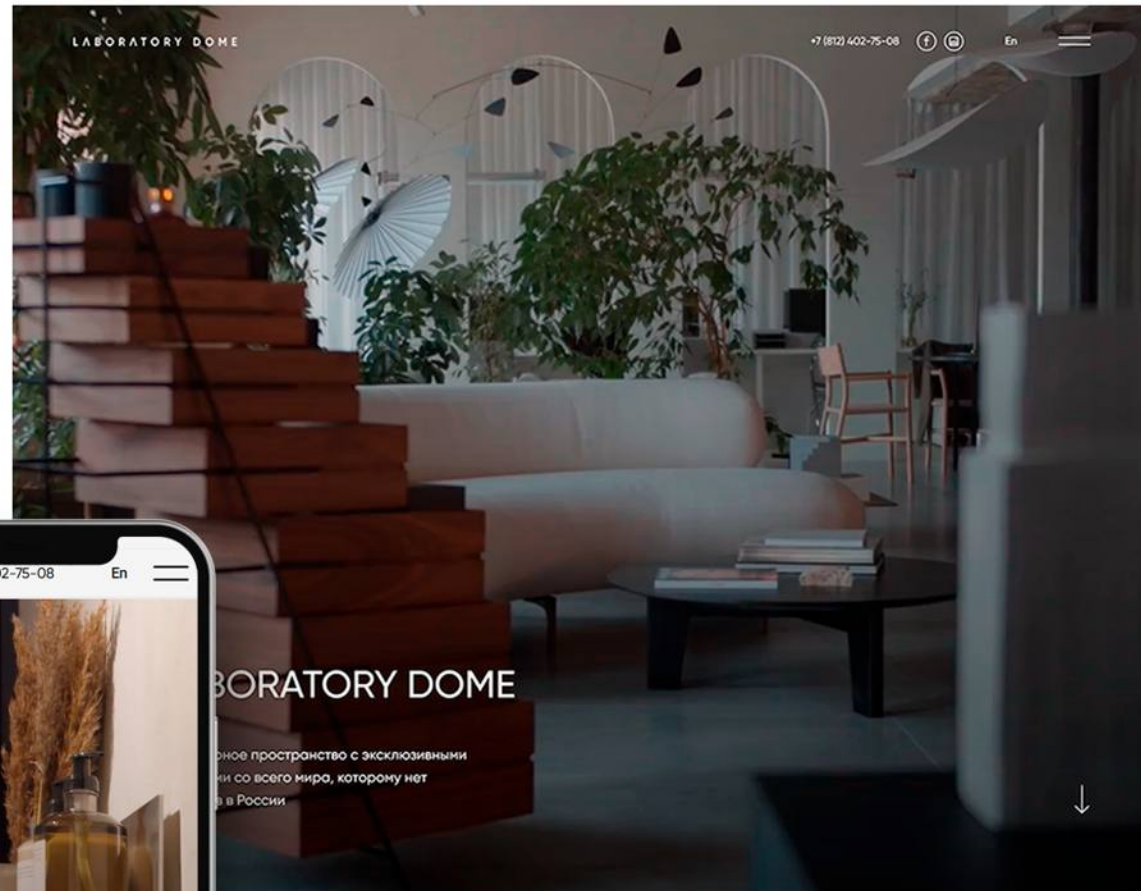 LABORATORY DOME
+7 (812) 402-75-08
En
02-75-08
En
BORATORY DOME
рное пространство с эксклюзивными
ми со всего мира, которому нет
в в России